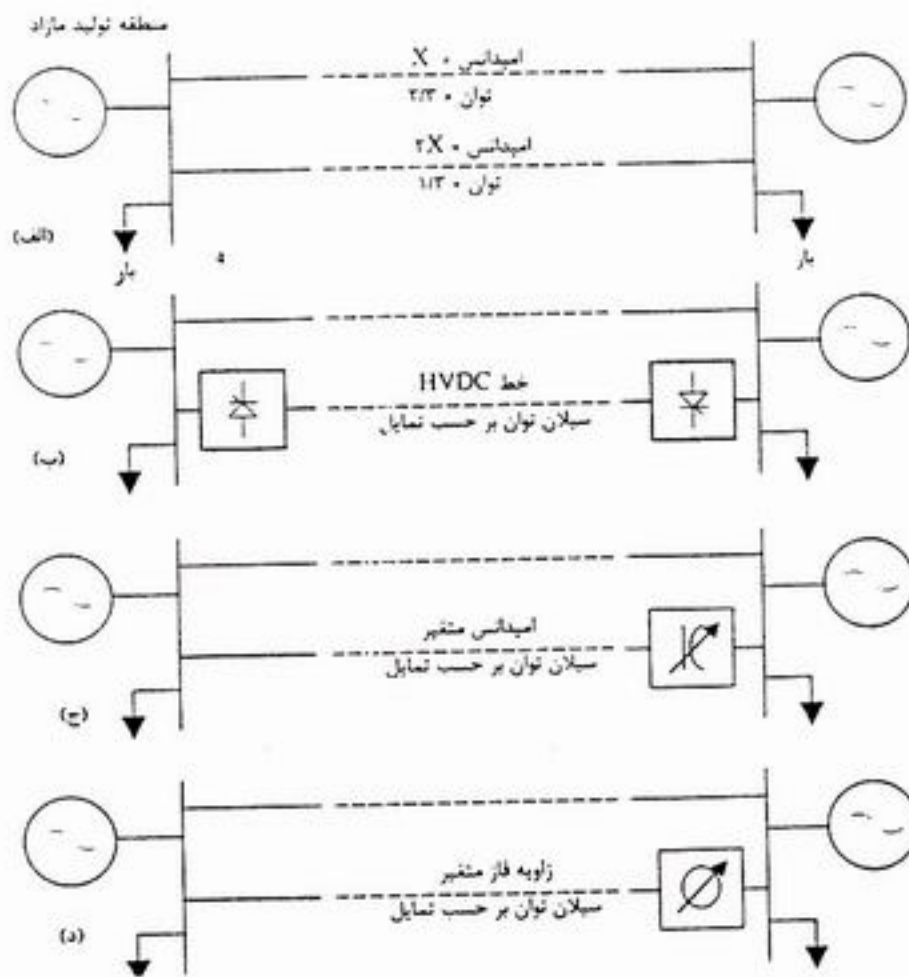 منطقه تولید مازاد
امپدانس = X
توان = ۲/۳
امپدانس = ۲X
توان = ۱/۳
(الف)
بار
بار
خط HVDC
سیلان توان بر حسب تمایل
(ب)
امپدانس متغیر
سیلان توان بر حسب تمایل
(ج)
زاویه فاز متغیر
سیلان توان بر حسب تمایل
(د)